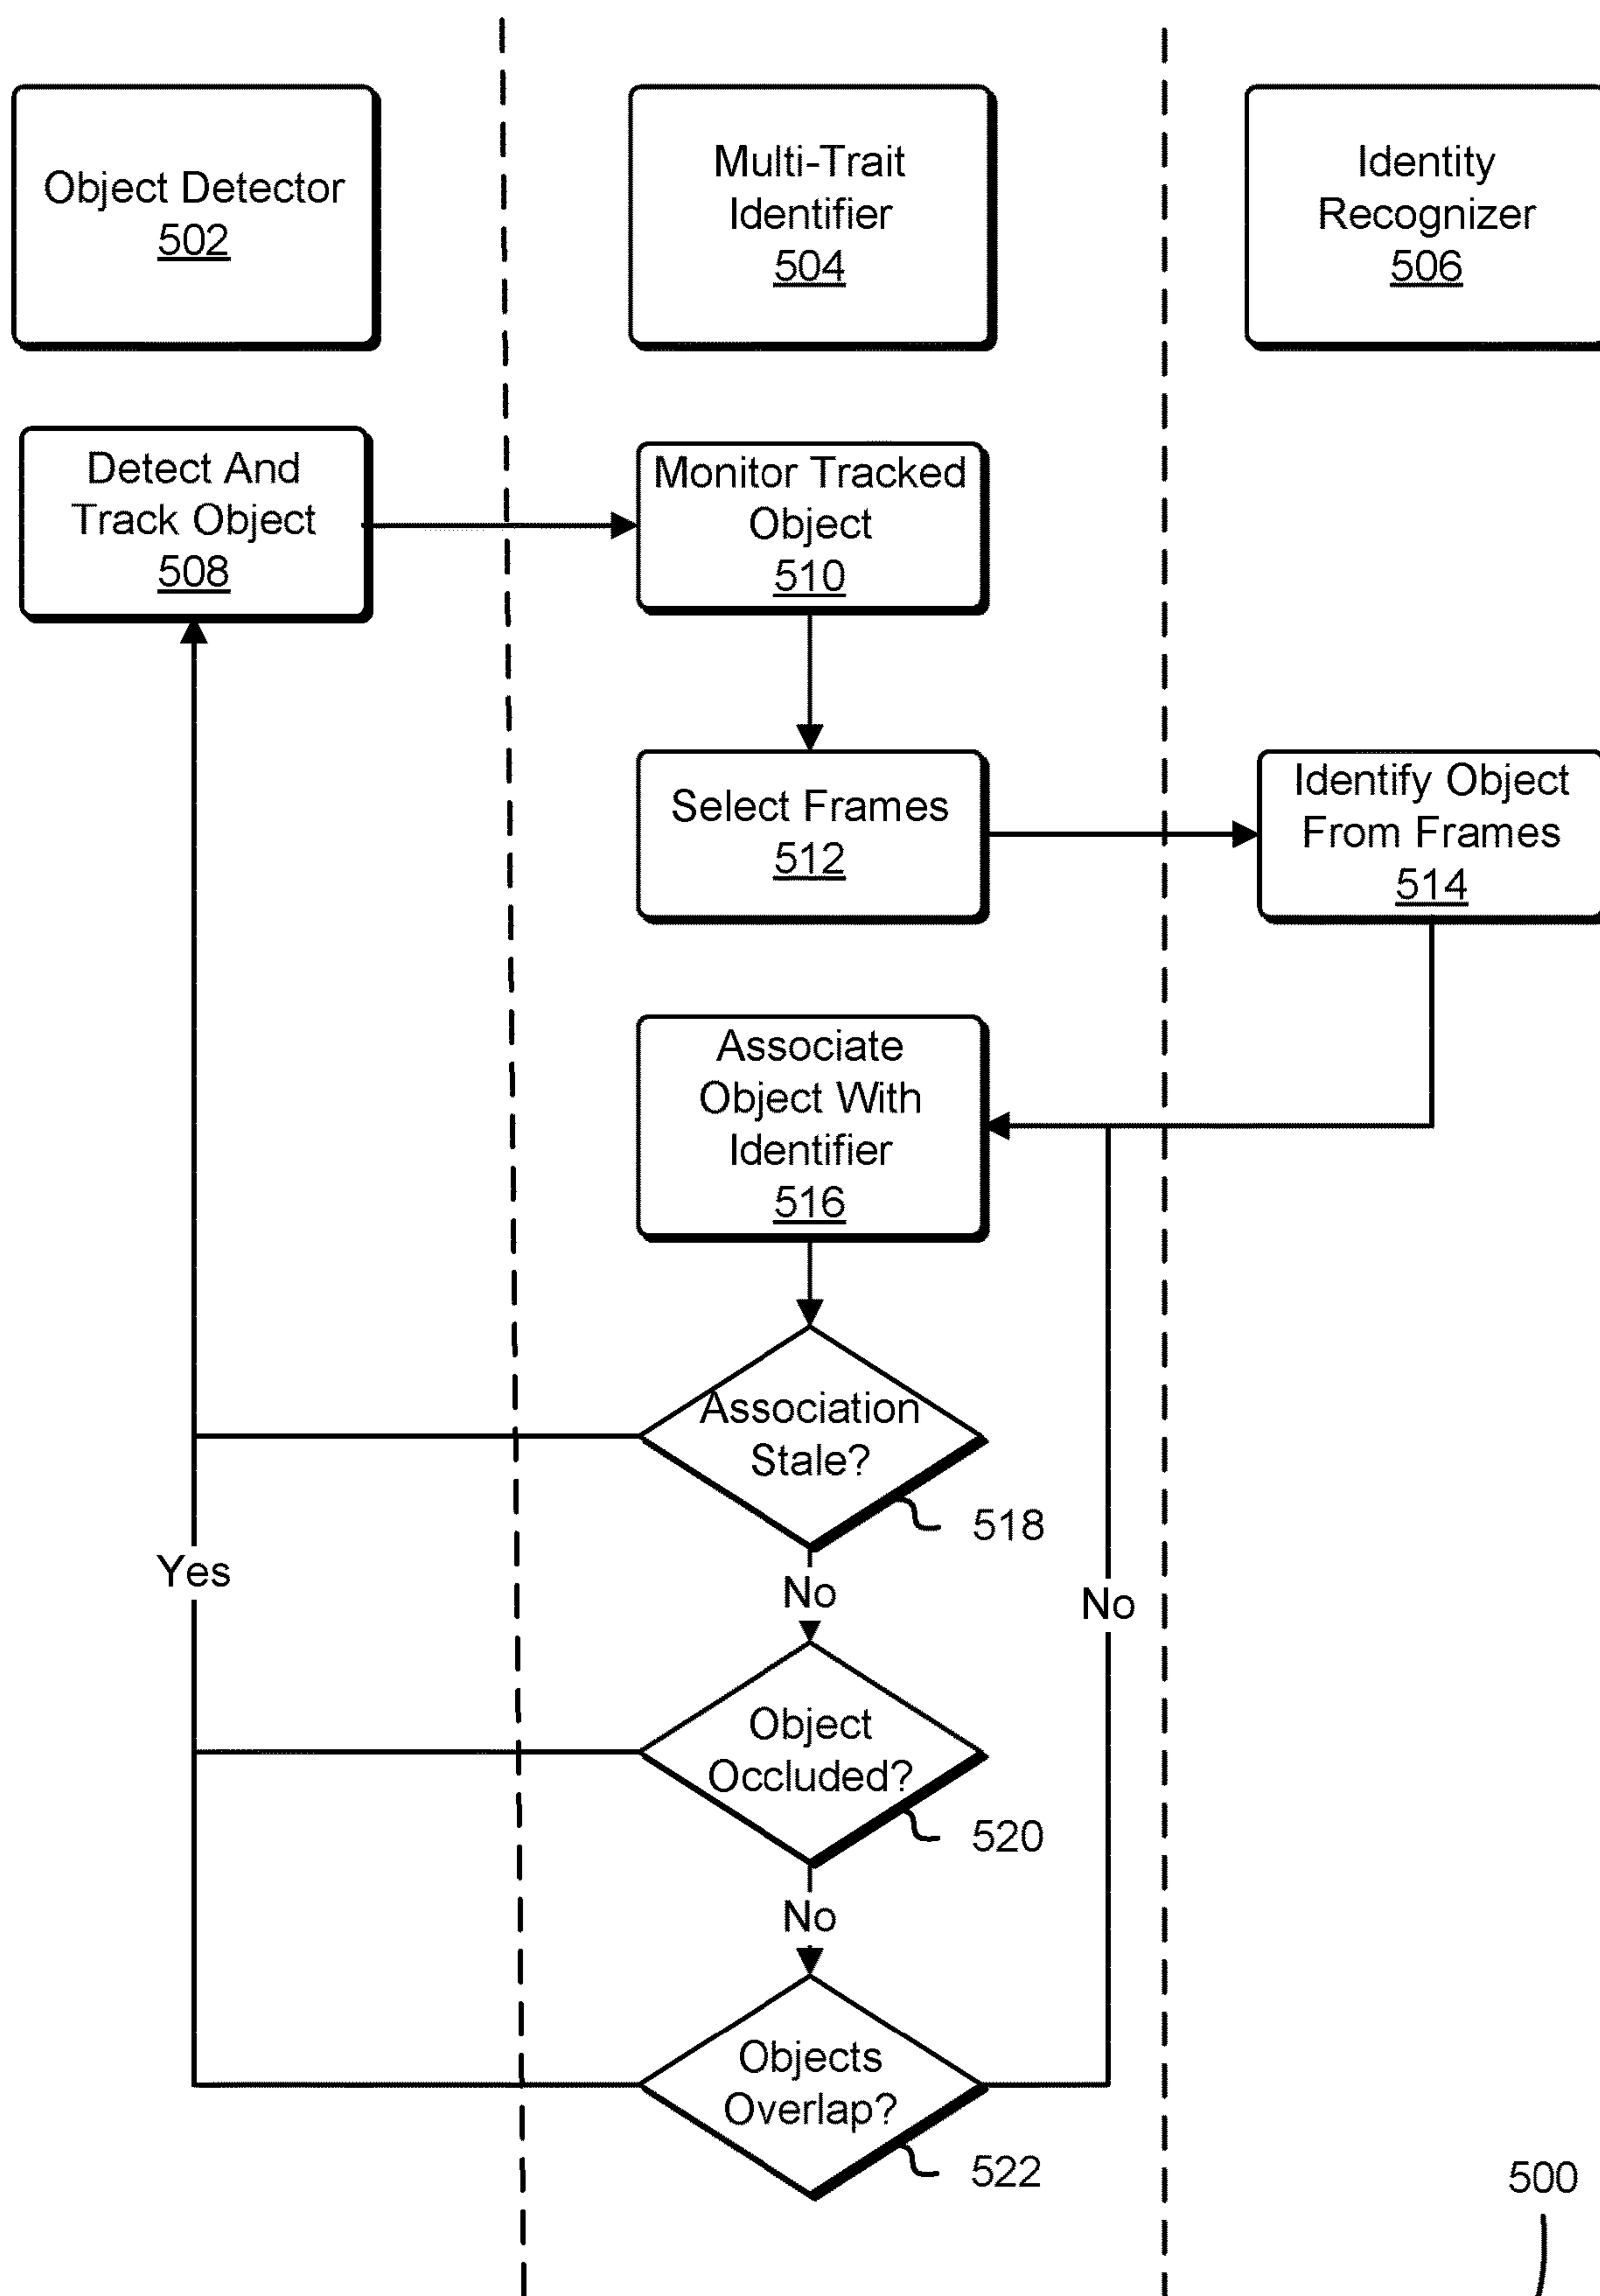 Object Detector
502
Multi-Trait
Identifier
504
Identity
Recognizer
506
Detect And
Track Object
508
Monitor Tracked
Object
510
Select Frames
512
Identify Object
From Frames
514
Associate
Object With
Identifier
516
Association
Stale?
518
Yes
No
No
Object
Occluded?
520
No
Objects
Overlap?
522
500